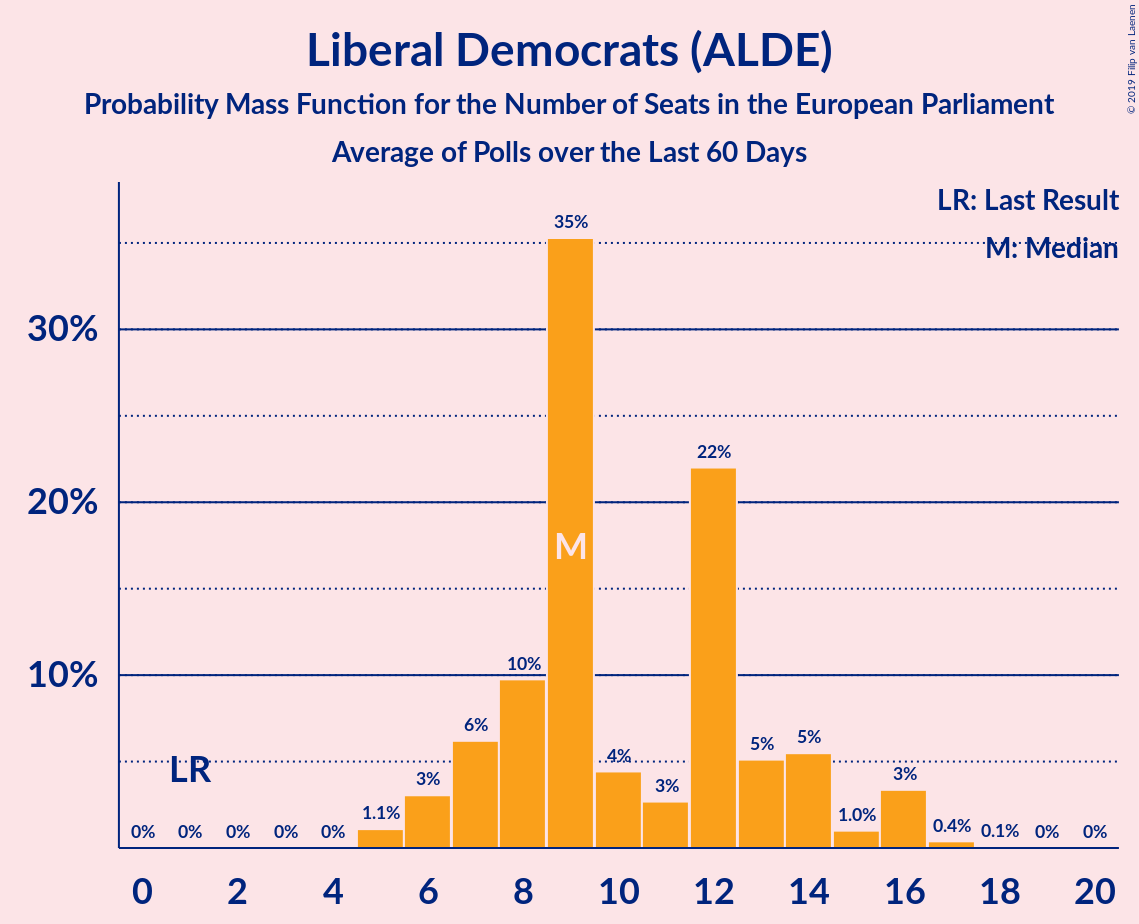 Liberal Democrats (ALDE)
Probability Mass Function for the Number of Seats in the European Parliament
Average of Polls over the Last 60 Days
© 2019 Filip van Laenen
LR: Last Result
M: Median
30%
20%
10%
35%
22%
M
10%
6%
3%
1.1%
4%
3%
5%
5%
1.0%
3%
0.4%
0.1%
0%
0%
LR
0%
0%
0%
0%
0%
0 2 4 6 8 10 12 14 16 18 20